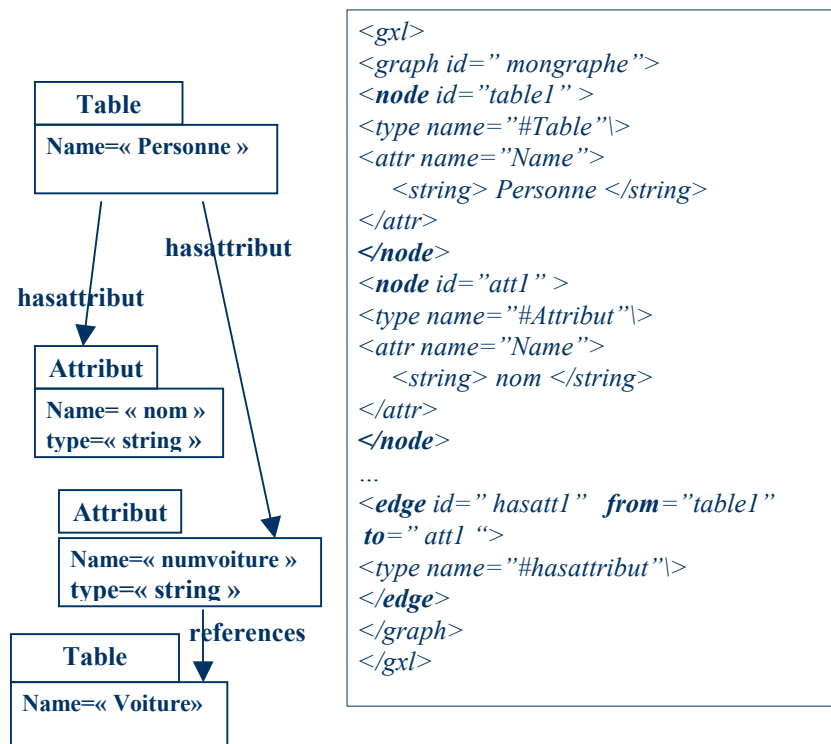 Table
Name=« Personne »
hasattribut
hasattribut
Attribut
Name= « nom »
type=« string »
Attribut
Name=« numvoiture »
type=« string »
references
Table
Name=« Voiture»
<gxl>
<graph id=” mongraphe”>
<node id=”table1” >
<type name=”#Table”\>
<attr name=”Name”>
<string> Personne </string>
</attr>
</node>
<node id=”att1” >
<type name=”#Attribut”\>
<attr name=”Name”>
<string> nom </string>
</attr>
</node>
...
<edge id=” hasatt1” from=”table1”
to=” att1 “>
<type name=”#hasattribut”\>
</edge>
</graph>
</gxl>